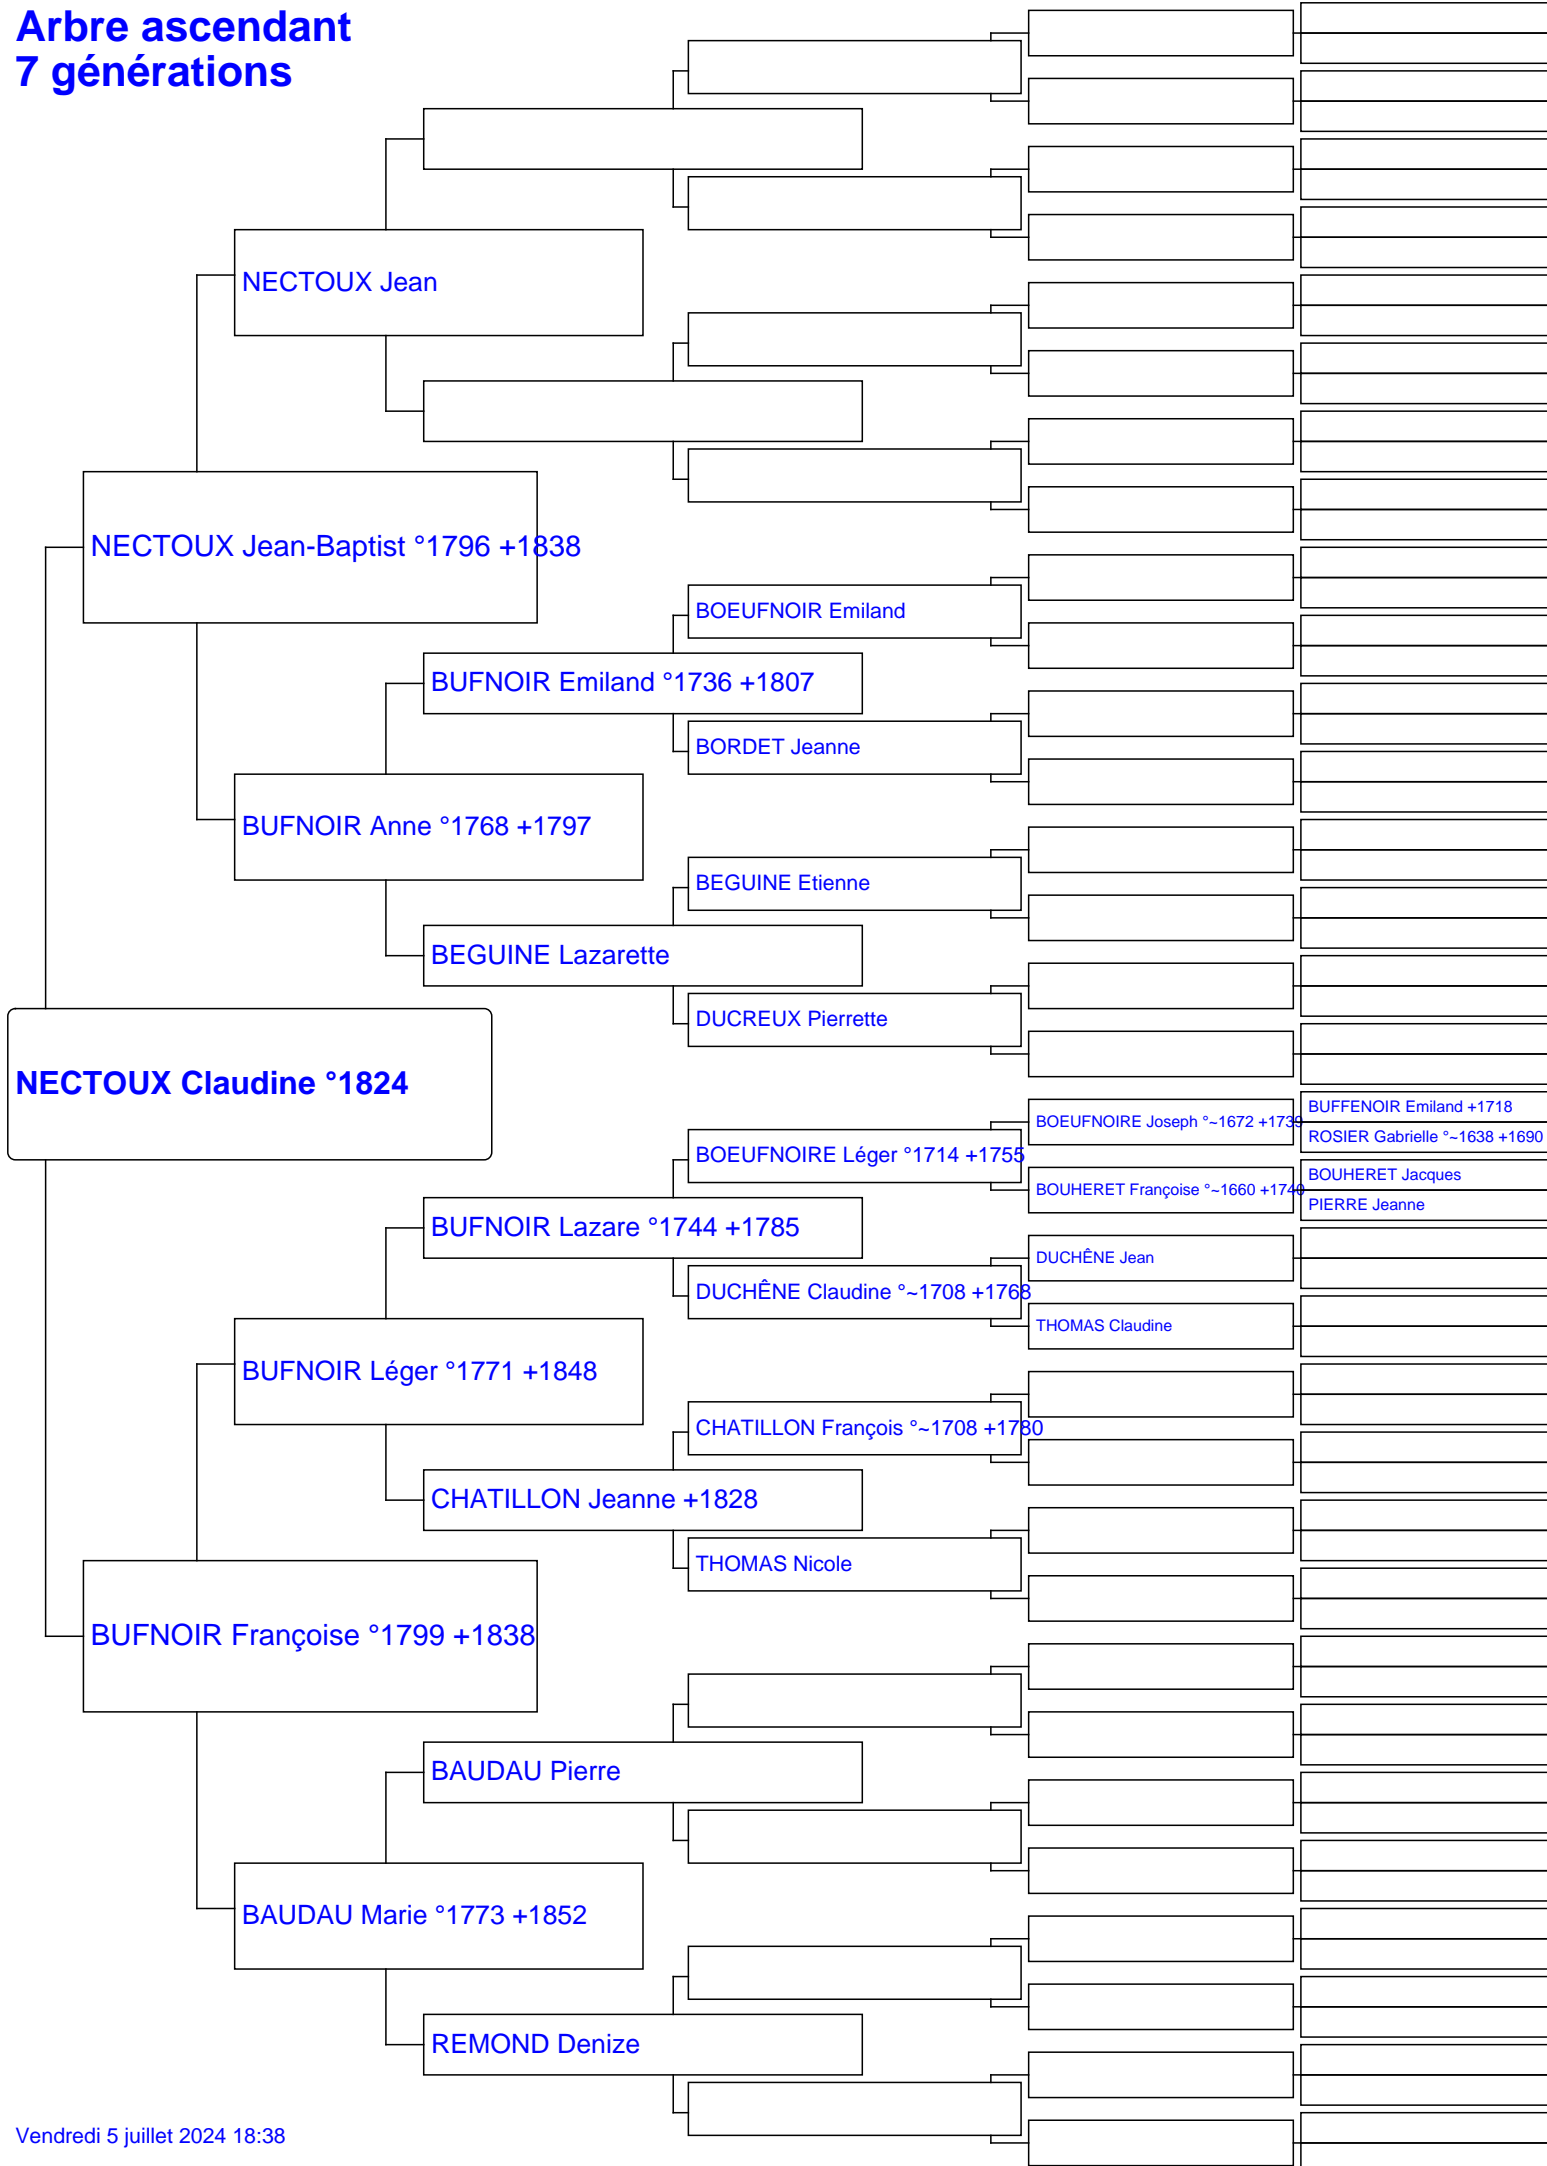 Arbre ascendant
7 générations
NECTOUX Jean
NECTOUX Jean-Baptist °1796 +1838
BOEUFNOIR Emiland
BUFNOIR Emiland °1736 +1807
BORDET Jeanne
BUFNOIR Anne °1768 +1797
BEGUINE Etienne
BEGUINE Lazarette
DUCREUX Pierrette
NECTOUX Claudine °1824
BUFFENOIR Emiland +1718
BOEUFNOIRE Joseph °~1672 +1739
ROSIER Gabrielle °~1638 +1690
BOEUFNOIRE Léger °1714 +1755
BOUHERET Jacques
BOUHERET Françoise °~1660 +1740
PIERRE Jeanne
BUFNOIR Lazare °1744 +1785
DUCHÊNE Jean
DUCHÊNE Claudine °~1708 +1768
THOMAS Claudine
BUFNOIR Léger °1771 +1848
CHATILLON François °~1708 +1780
CHATILLON Jeanne +1828
THOMAS Nicole
BUFNOIR Françoise °1799 +1838
BAUDAU Pierre
BAUDAU Marie °1773 +1852
REMOND Denize
Vendredi 5 juillet 2024 18:38